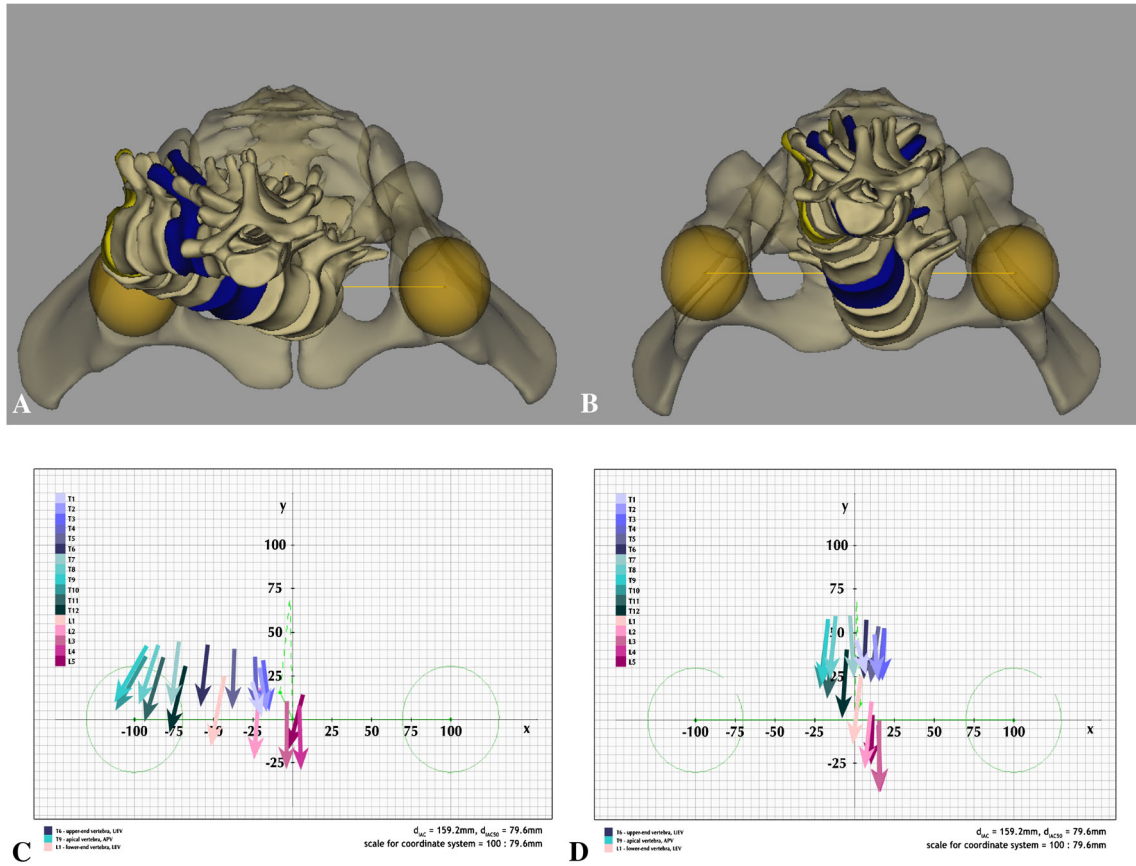 A
B
T1
T2
T3
T4
T5
T6
T7
T8
T9
T10
T11
T12
L1
L2
L3
L4
L5
y
100
75
50
25
-100
-75
-50
-25
25
50
75
100
x
-25
T6 - upper-end vertebra, UEV
T9 - apical vertebra, APV
L1 - lower-end vertebra, LEV
dIAC = 159.2mm, dIAC50 = 79.6mm
scale for coordinate system = 100 : 79.6mm
C
T1
T2
T3
T4
T5
T6
T7
T8
T9
T10
T11
T12
L1
L2
L3
L4
L5
y
100
75
50
25
-100
-75
-50
-25
25
50
75
100
x
-25
T6 - upper-end vertebra, UEV
T9 - apical vertebra, APV
L1 - lower-end vertebra, LEV
dIAC = 159.2mm, dIAC50 = 79.6mm
scale for coordinate system = 100 : 79.6mm
D